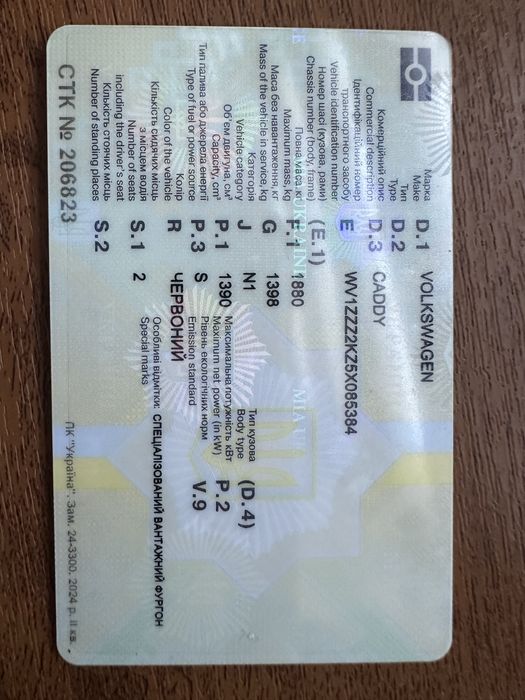 Марка
Make D.1 VOLKSWAGEN
Тип
Type D.2
Комерційний опис
Commercial description D.3 CADDY
Ідентифікаційний номер
транспортного засобу
Vehicle identification number E WV1ZZZ2KZ5X085384
Номер шасі (кузова, рами)
Chassis number (body, frame) (E.1)
Повна маса, кг
Maximum mass, kg F.1 1880
Маса без навантаження, кг
Mass of the vehicle in service, kg G 1398
Категорія
Vehicle category J N1
Тип кузова
Body type (D.4)
Об'єм двигуна, см³
Capacity, cm³ P.1 1390
Максимальна потужність кВт
Maximum net power (in kW) P.2
Тип палива або джерела енергії
Type of fuel or power source P.3 S
Рівень екологічних норм
Emission standard V.9
Колір
Color of the vehicle R ЧЕРВОНИЙ
Кількість сидячих місць
з місцем водія
Number of seats
including the driver's seat S.1 2
Особливі відмітки: СПЕЦІАЛІЗОВАНИЙ ВАНТАЖНИЙ ФУРГОН
Special marks
Кількість стоячих місць
Number of standing places S.2
СТК № 206823
ПК "Україна". Зам. 24-3300. 2024 р. II кв.
UKRAINE
MIA